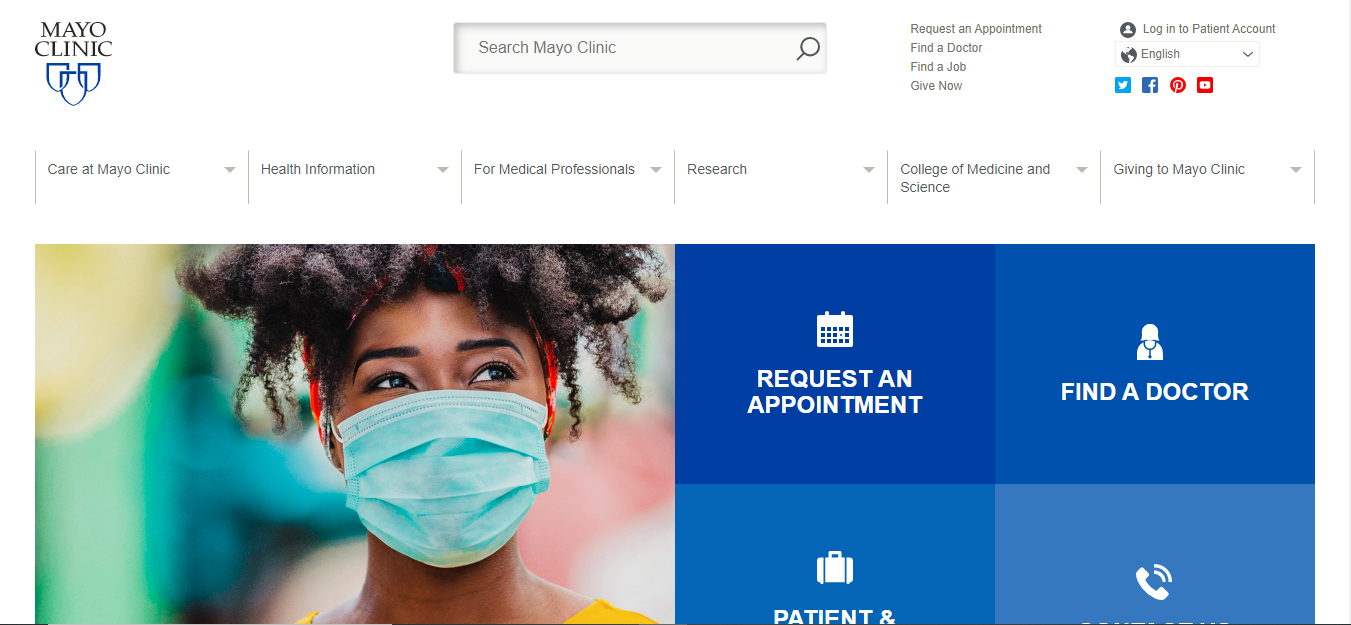 MAYO
CLINIC
Search Mayo Clinic
Request an Appointment
Find a Doctor
Find a Job
Give Now
Log in to Patient Account
English
Care at Mayo Clinic
Health Information
For Medical Professionals
Research
College of Medicine and
Science
Giving to Mayo Clinic
REQUEST AN
APPOINTMENT
FIND A DOCTOR
PATIENT &
CONTACT US